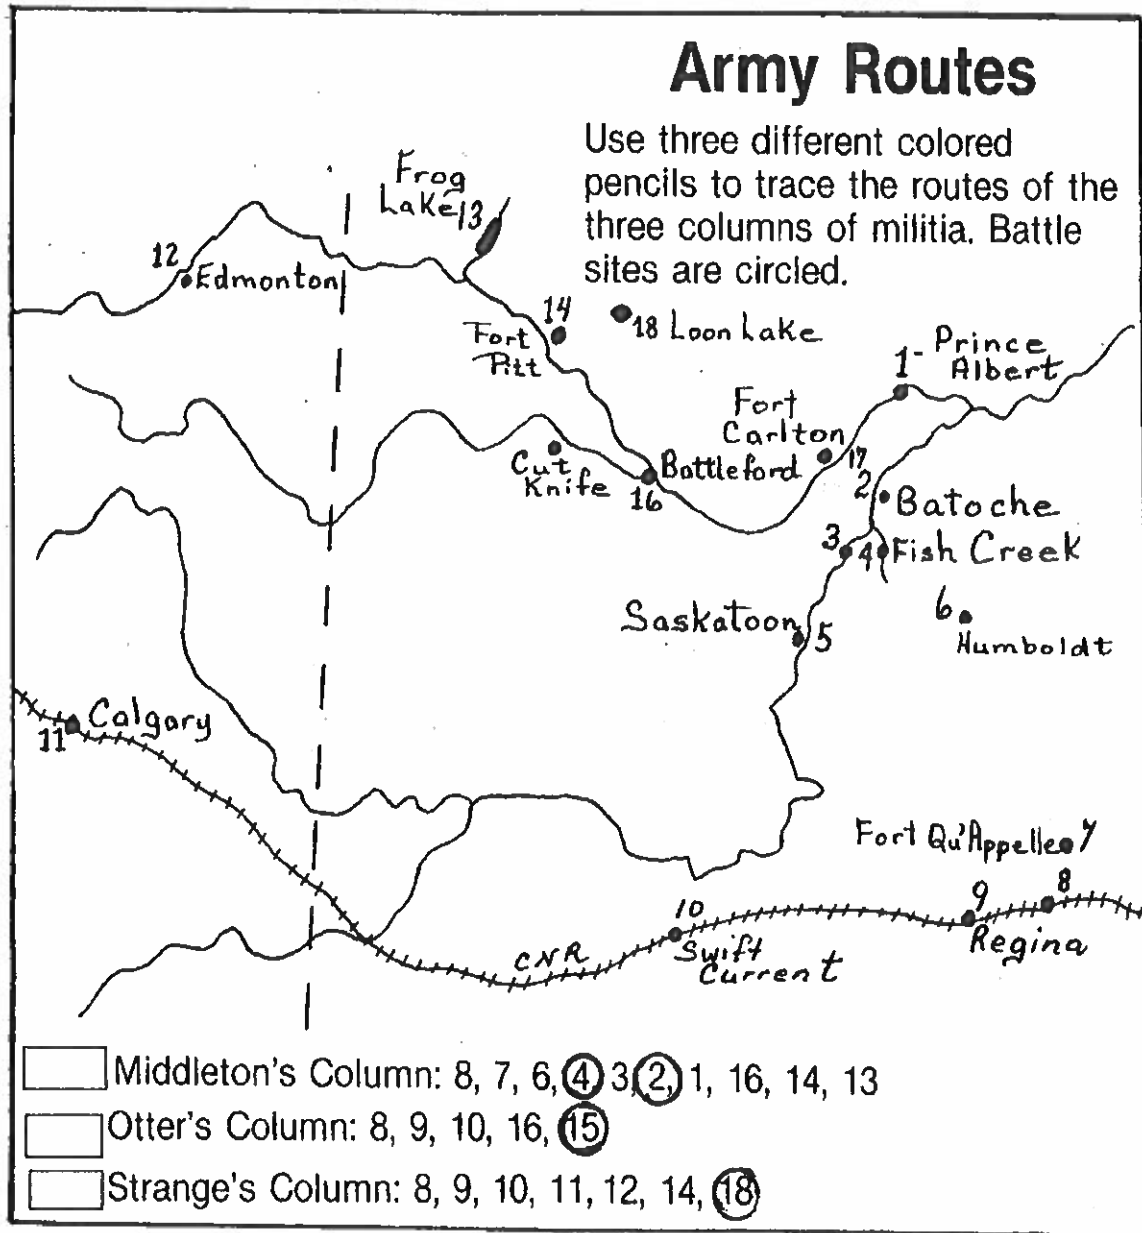 Army Routes
Use three different colored
pencils to trace the routes of the
three columns of militia. Battle
sites are circled.
Frog
Lake 13
12
Edmonton
14
Fort
Pitt
18 Loon Lake
1 - Prince
Albert
Fort
Carlton
17
Cut
Knife
Battleford
16
2
Batoche
3
4 Fish Creek
Saskatoon
5
6
Humboldt
Calgary
11
Fort Qu'Appelle 7
8
9
Regina
10
Swift
Current
CNR
Middleton's Column: 8, 7, 6, 4 3, 2, 1, 16, 14, 13
Otter's Column: 8, 9, 10, 16, 15
Strange's Column: 8, 9, 10, 11, 12, 14, 18